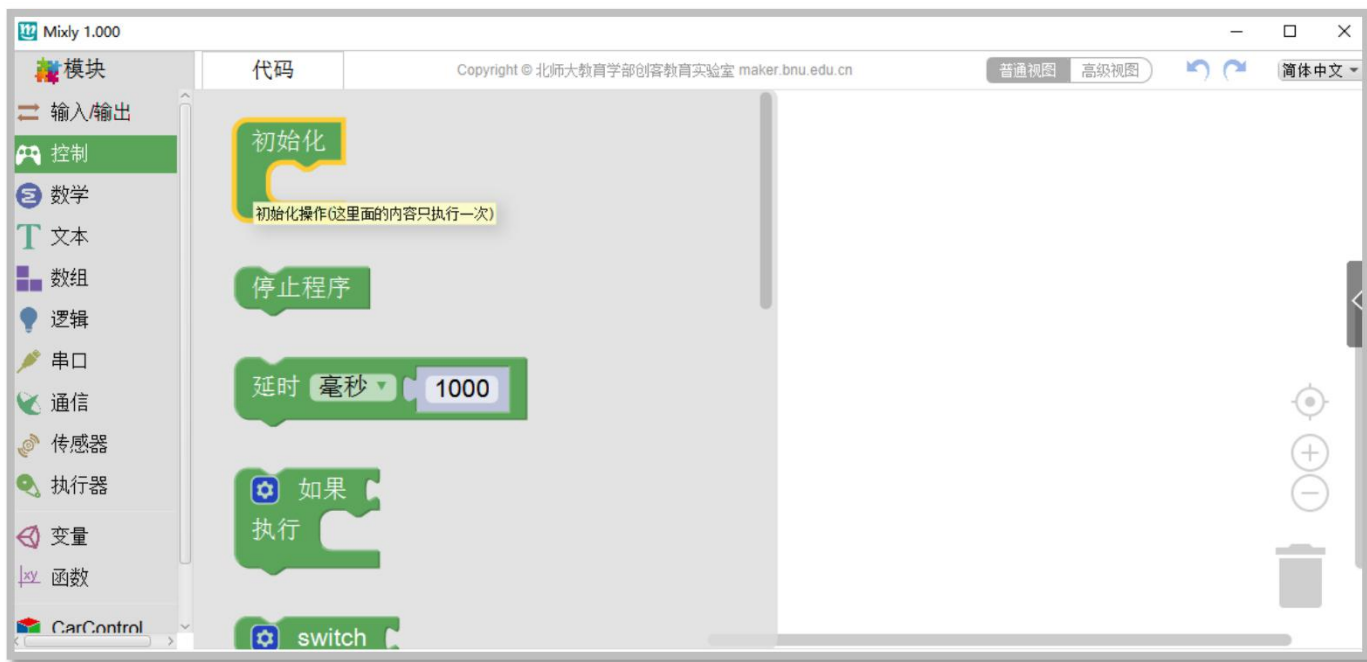 Mixly 1.000
模块
代码
Copyright © 北师大教育学部创客教育实验室 maker.bnu.edu.cn
普通视图 高级视图
简体中文
输入/输出
控制
数学
文本
数组
逻辑
串口
通信
传感器
执行器
变量
函数
CarControl
初始化
初始化操作(这里面的内容只执行一次)
停止程序
延时 毫秒 1000
如果
执行
switch
xy